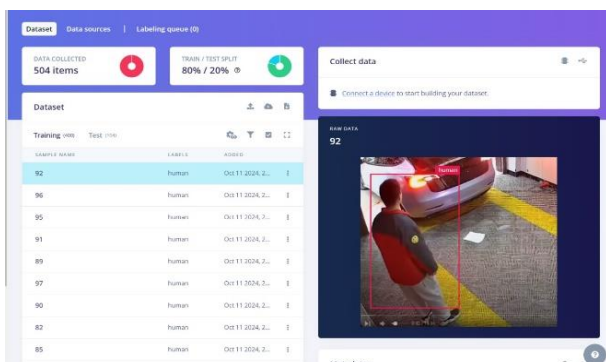 Dataset Data sources | Labeling queue (0)
DATA COLLECTED
504 items
TRAIN / TEST SPLIT
80% / 20%
Collect data
Connect a device to start building your dataset.
Dataset
Training Test
SAMPLE NAME LABELS ADDED
92 human Oct 11 2024, 2...
96 human Oct 11 2024, 2...
95 human Oct 11 2024, 2...
91 human Oct 11 2024, 2...
89 human Oct 11 2024, 2...
97 human Oct 11 2024, 2...
90 human Oct 11 2024, 2...
82 human Oct 11 2024, 2...
85 human Oct 11 2024, 2...
RAW DATA
92
human